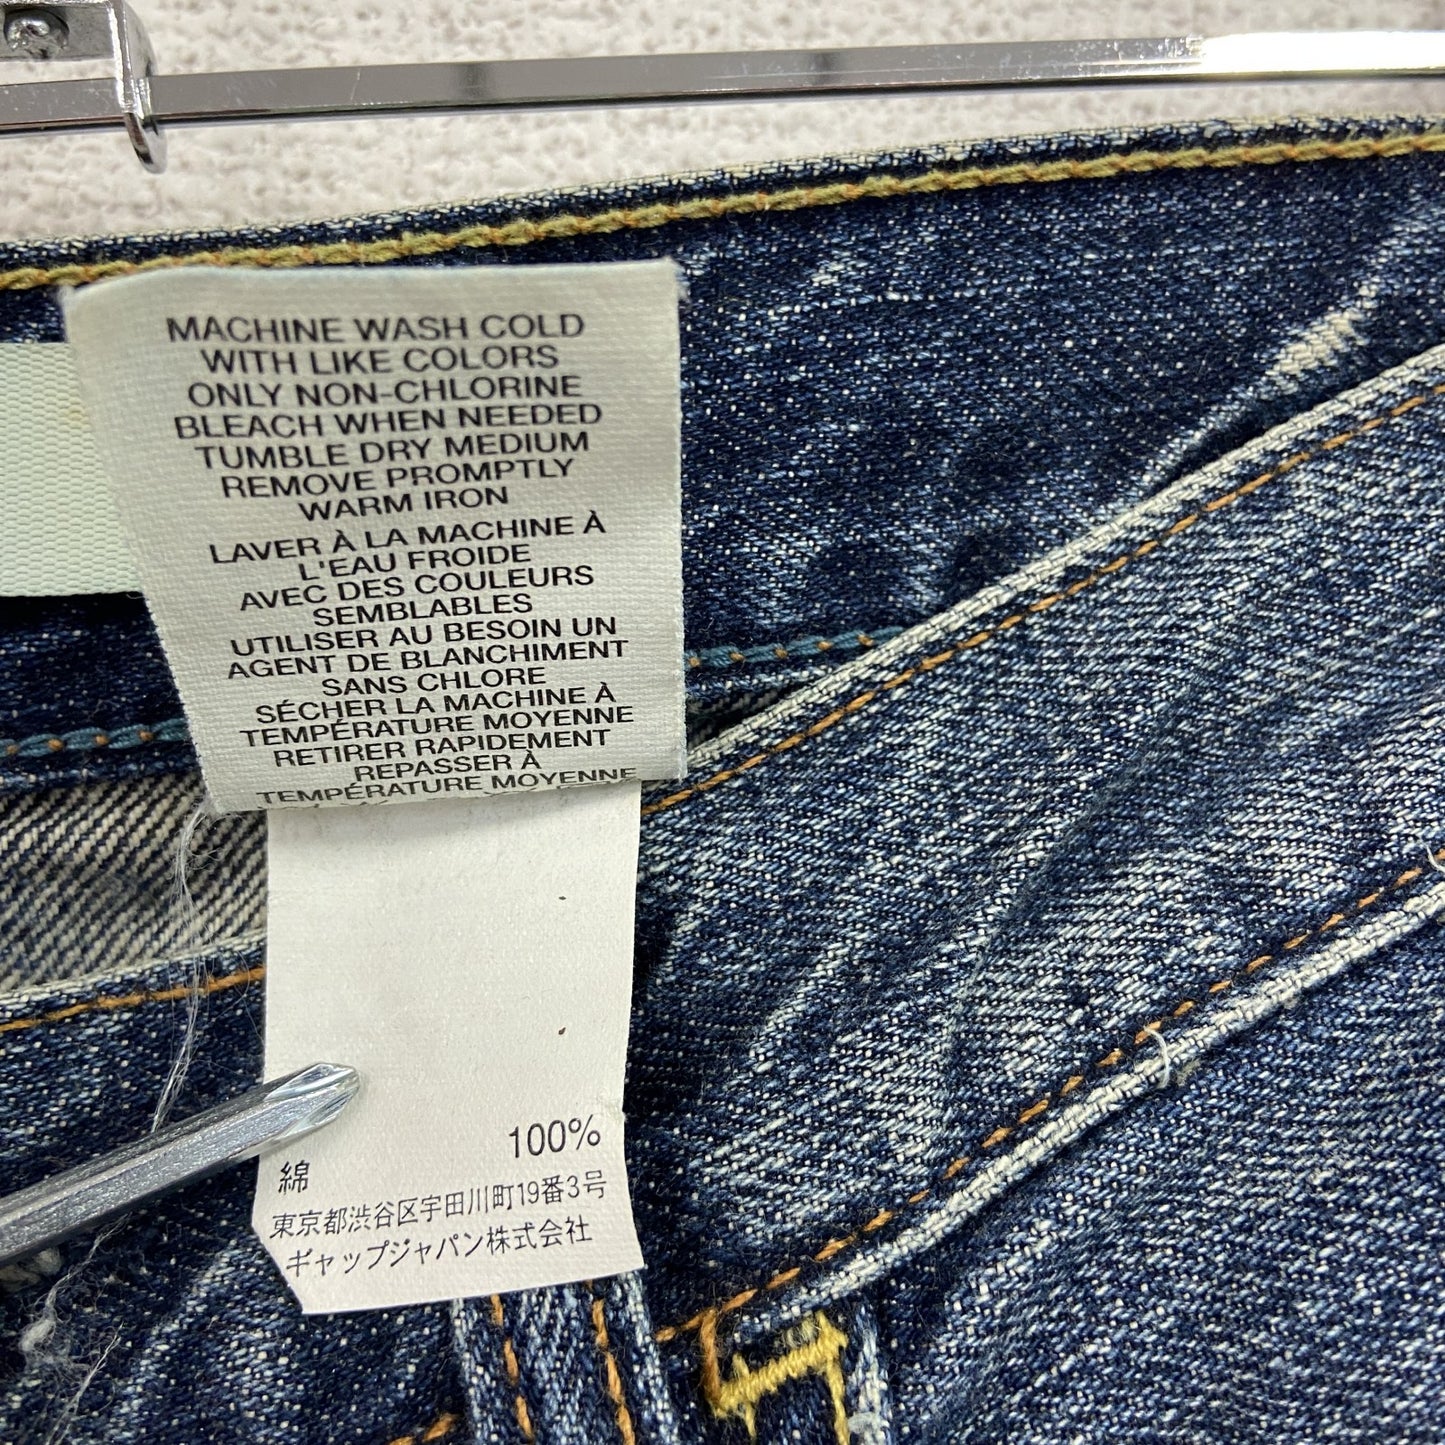 MACHINE WASH COLD
WITH LIKE COLORS
ONLY NON-CHLORINE
BLEACH WHEN NEEDED
TUMBLE DRY MEDIUM
REMOVE PROMPTLY
WARM IRON
LAVER À LA MACHINE À
L'EAU FROIDE
AVEC DES COULEURS
SEMBLABLES
UTILISER AU BESOIN UN
AGENT DE BLANCHIMENT
SANS CHLORE
SÉCHER LA MACHINE À
TEMPÉRATURE MOYENNE
RETIRER RAPIDEMENT
REPASSER À
TEMPÉRATURE MOYENNE
綿 100%
東京都渋谷区宇田川町19番3号
ギャップジャパン株式会社